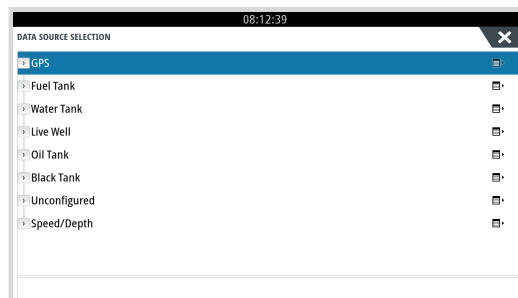 08:12:39
DATA SOURCE SELECTION
GPS
Fuel Tank
Water Tank
Live Well
Oil Tank
Black Tank
Unconfigured
Speed/Depth